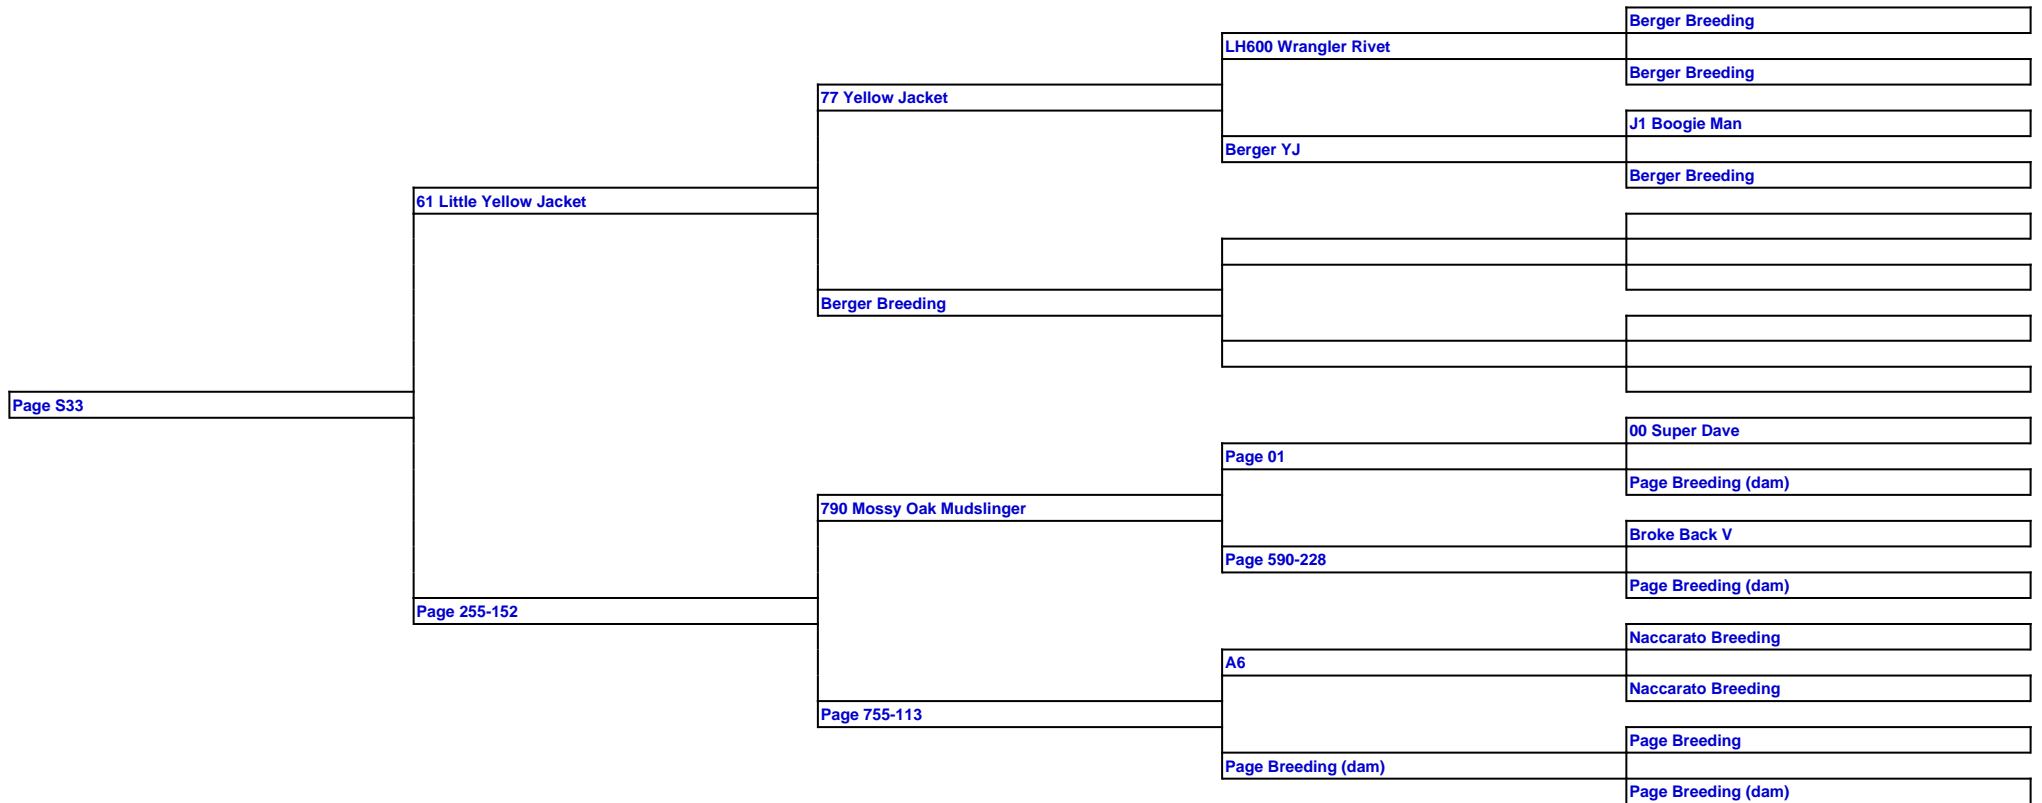 Berger Breeding
LH600 Wrangler Rivet
Berger Breeding
77 Yellow Jacket
J1 Boogie Man
Berger YJ
Berger Breeding
61 Little Yellow Jacket
Berger Breeding
Page S33
00 Super Dave
Page 01
Page Breeding (dam)
790 Mossy Oak Mudslinger
Broke Back V
Page 590-228
Page Breeding (dam)
Page 255-152
Naccarato Breeding
A6
Naccarato Breeding
Page 755-113
Page Breeding
Page Breeding (dam)
Page Breeding (dam)